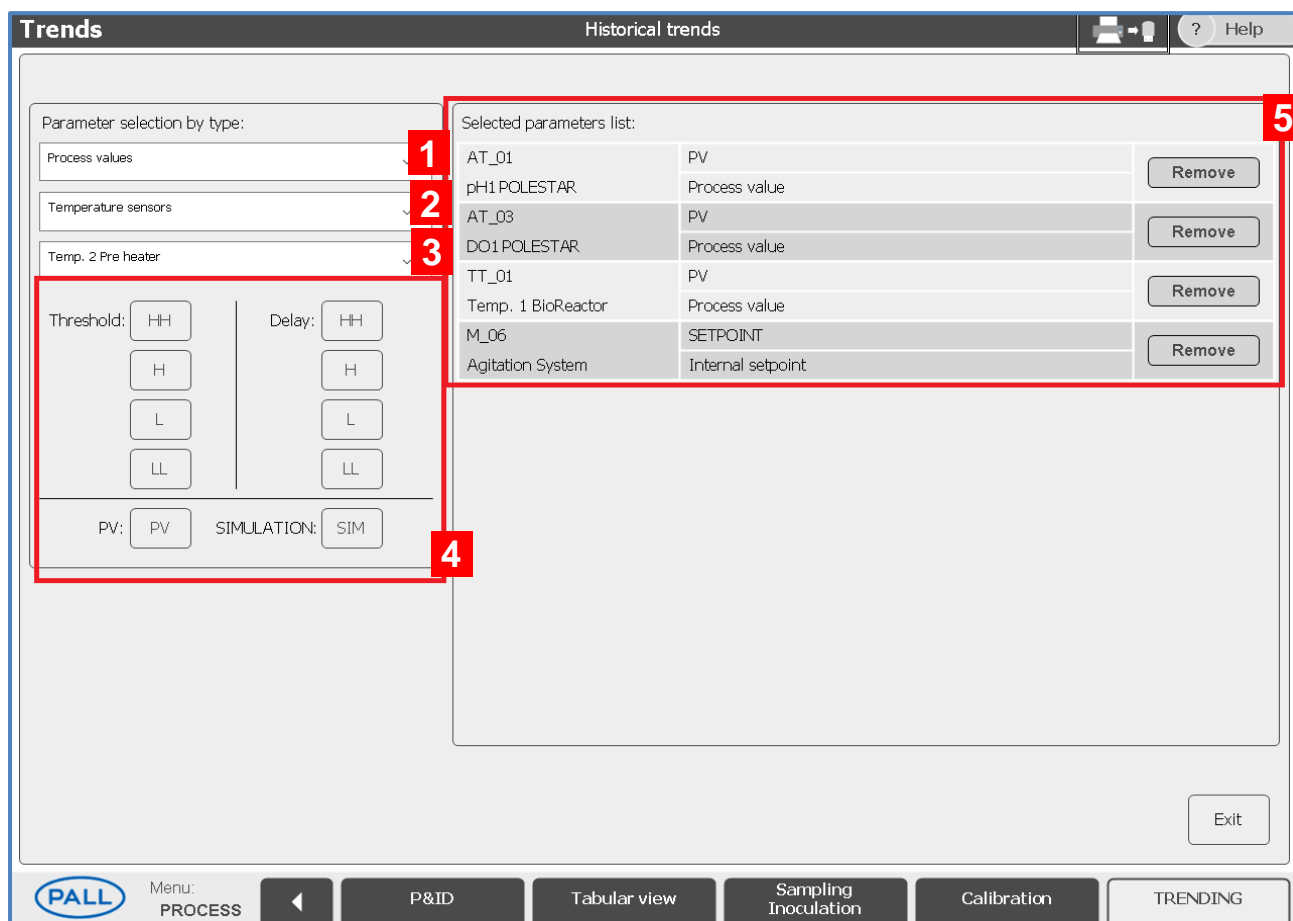 Trends
Historical trends
? Help
Parameter selection by type:
Process values
1
Temperature sensors
2
Temp. 2 Pre heater
3
Threshold: HH Delay: HH
H H
L L
LL LL
PV: PV SIMULATION: SIM
4
Selected parameters list:
5
AT_01 PV
Remove
pH1 POLESTAR Process value
AT_03 PV
Remove
DO1 POLESTAR Process value
TT_01 PV
Remove
Temp. 1 BioReactor Process value
M_06 SETPOINT
Remove
Agitation System Internal setpoint
Exit
PALL
Menu:
PROCESS
P&ID
Tabular view
Sampling
Inoculation
Calibration
TRENDING